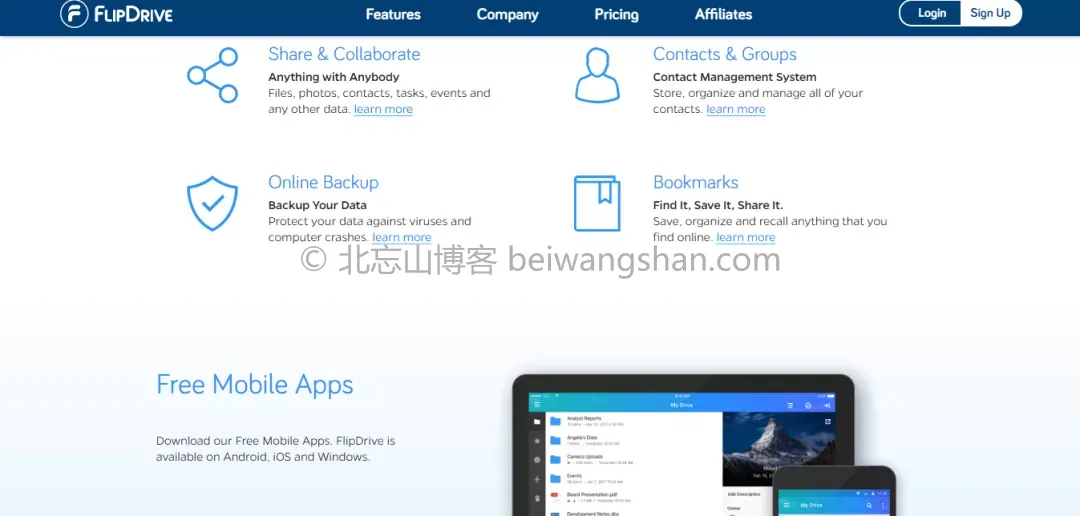 FLIPDRIVE
Features
Company
Pricing
Affiliates
Login
Sign Up
Share & Collaborate
Anything with Anybody
Files, photos, contacts, tasks, events and
any other data. learn more
Contacts & Groups
Contact Management System
Store, organize and manage all of your
contacts. learn more
Online Backup
Backup Your Data
Protect your data against viruses and
computer crashes. learn more
Bookmarks
Find It, Save It, Share It.
Save, organize and recall anything that you
find online. learn more
© 北忘山博客 beiwangshan.com
Free Mobile Apps
Download our Free Mobile Apps. FlipDrive is
available on Android, iOS and Windows.
My Drive
Analyst Reports
Angela's Data
Camera Uploads
Events
Board Presentation.pdf
Development Notes.doc
Add Description
Owner
My Drive